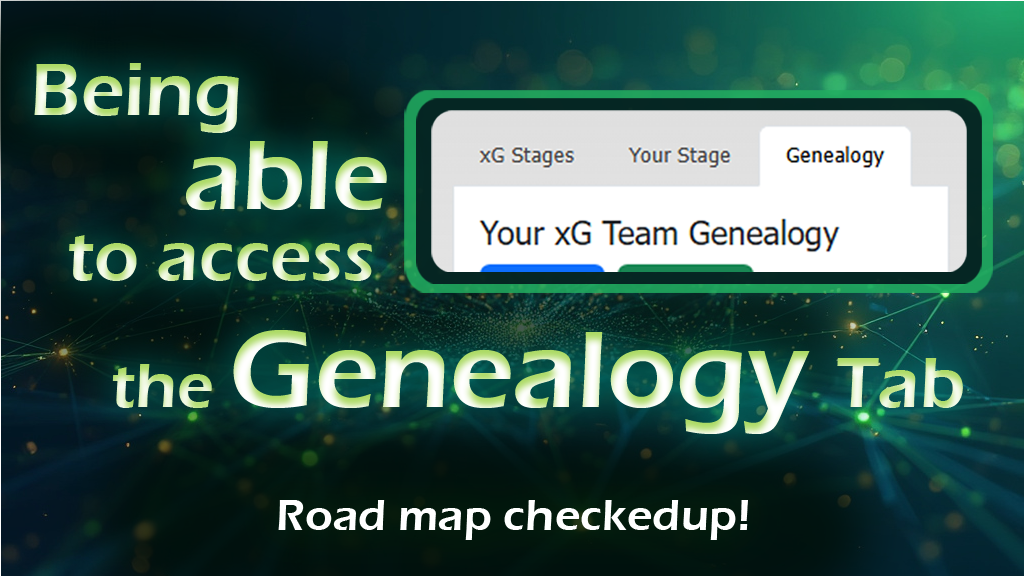 Being
able
to access
xG Stages Your Stage Genealogy
Your xG Team Genealogy
the Genealogy Tab
Road map checkedup!